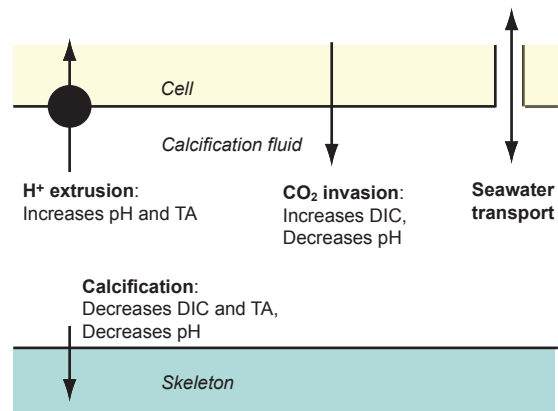 Cell
Calcification fluid
H⁺ extrusion:
Increases pH and TA
CO₂ invasion:
Increases DIC,
Decreases pH
Seawater
transport
Calcification:
Decreases DIC and TA,
Decreases pH
Skeleton